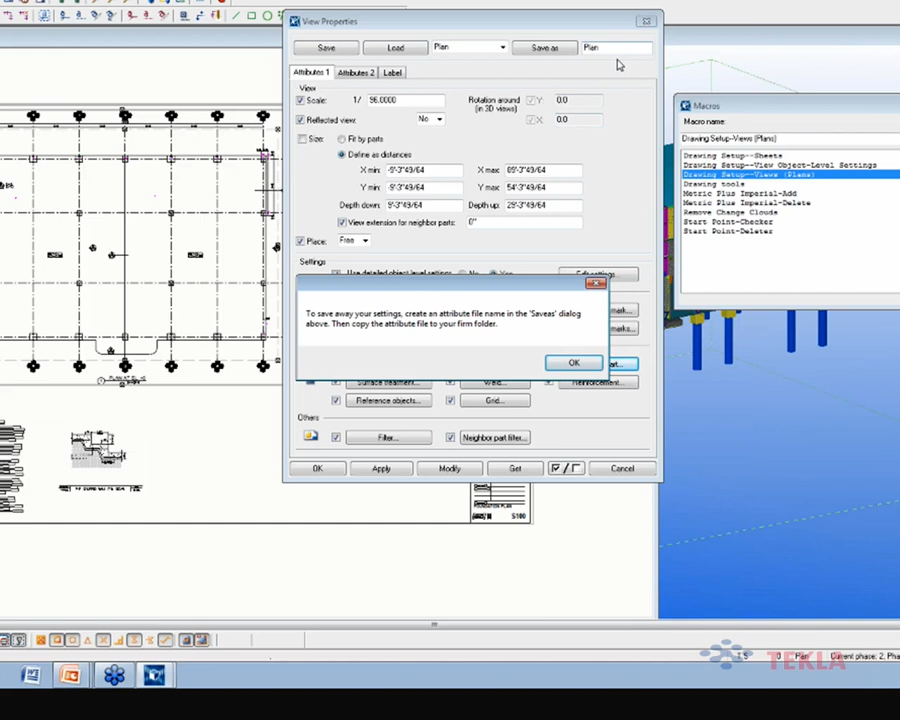 View Properties
Save Load Plan Save as Plan
Attributes 1 Attributes 2 Label
View
Scale: 1/ 96.0000 Rotation around (in 3D views) Y: 0.0
Reflected view: No X: 0.0
Size: Fit by parts
Define as distances
X min: -9'-3"49/64 X max: 89'-3"49/64
Y min: -9'-3"49/64 Y max: 54'-3"49/64
Depth down: 9'-3"49/64 Depth up: 29'-3"49/64
View extension for neighbor parts: 0"
Place: Free
Settings
To save away your settings, create an attribute file name in the 'Saveas' dialog
above. Then copy the attribute file to your firm folder.
OK
Surface treatment... Weld... Reinforcement...
Reference objects... Grid...
Others
Filter... Neighbor part filter...
OK Apply Modify Get Cancel
Macros
Macro name:
Drawing Setup-Views (Plans)
Drawing Setup--Sheets
Drawing Setup--View Object-Level Settings
Drawing Setup--Views (Plans)
Drawing tools
Metric Plus Imperial-Add
Metric Plus Imperial-Delete
Remove Change Clouds
Start Point-Checker
Start Point-Deleter
FOUNDATION PLAN
S100
Current phase: 2, Pha
TEKLA